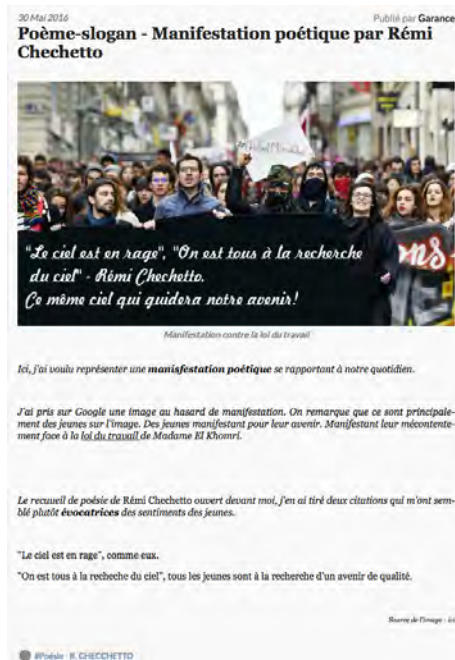 30 Mai 2016
Publié par Garance
Poème-slogan - Manifestation poétique par Rémi
Chechetto
"Le ciel est en rage", "On est tous à la recherche
du ciel" - Rémi Chechetto.
Ce même ciel qui guidera notre avenir!
ons
Manifestation contre la loi du travail
Ici, j'ai voulu représenter une manisfestation poétique se rapportant à notre quotidien.
J'ai pris sur Google une image au hasard de manifestation. On remarque que ce sont principale-
ment des jeunes sur l'image. Des jeunes manifestant pour leur avenir. Manifestant leur mécontente-
ment face à la loi du travail de Madame El Khomri.
Le recueil de poésie de Rémi Chechetto ouvert devant moi, j'en ai tiré deux citations qui m'ont sem-
blé plutôt évocatrices des sentiments des jeunes.
"Le ciel est en rage", comme eux.
"On est tous à la recheche du ciel", tous les jeunes sont à la recherche d'un avenir de qualité.
Source de l'image : ici
#Poésie - R. CHECCHETTO